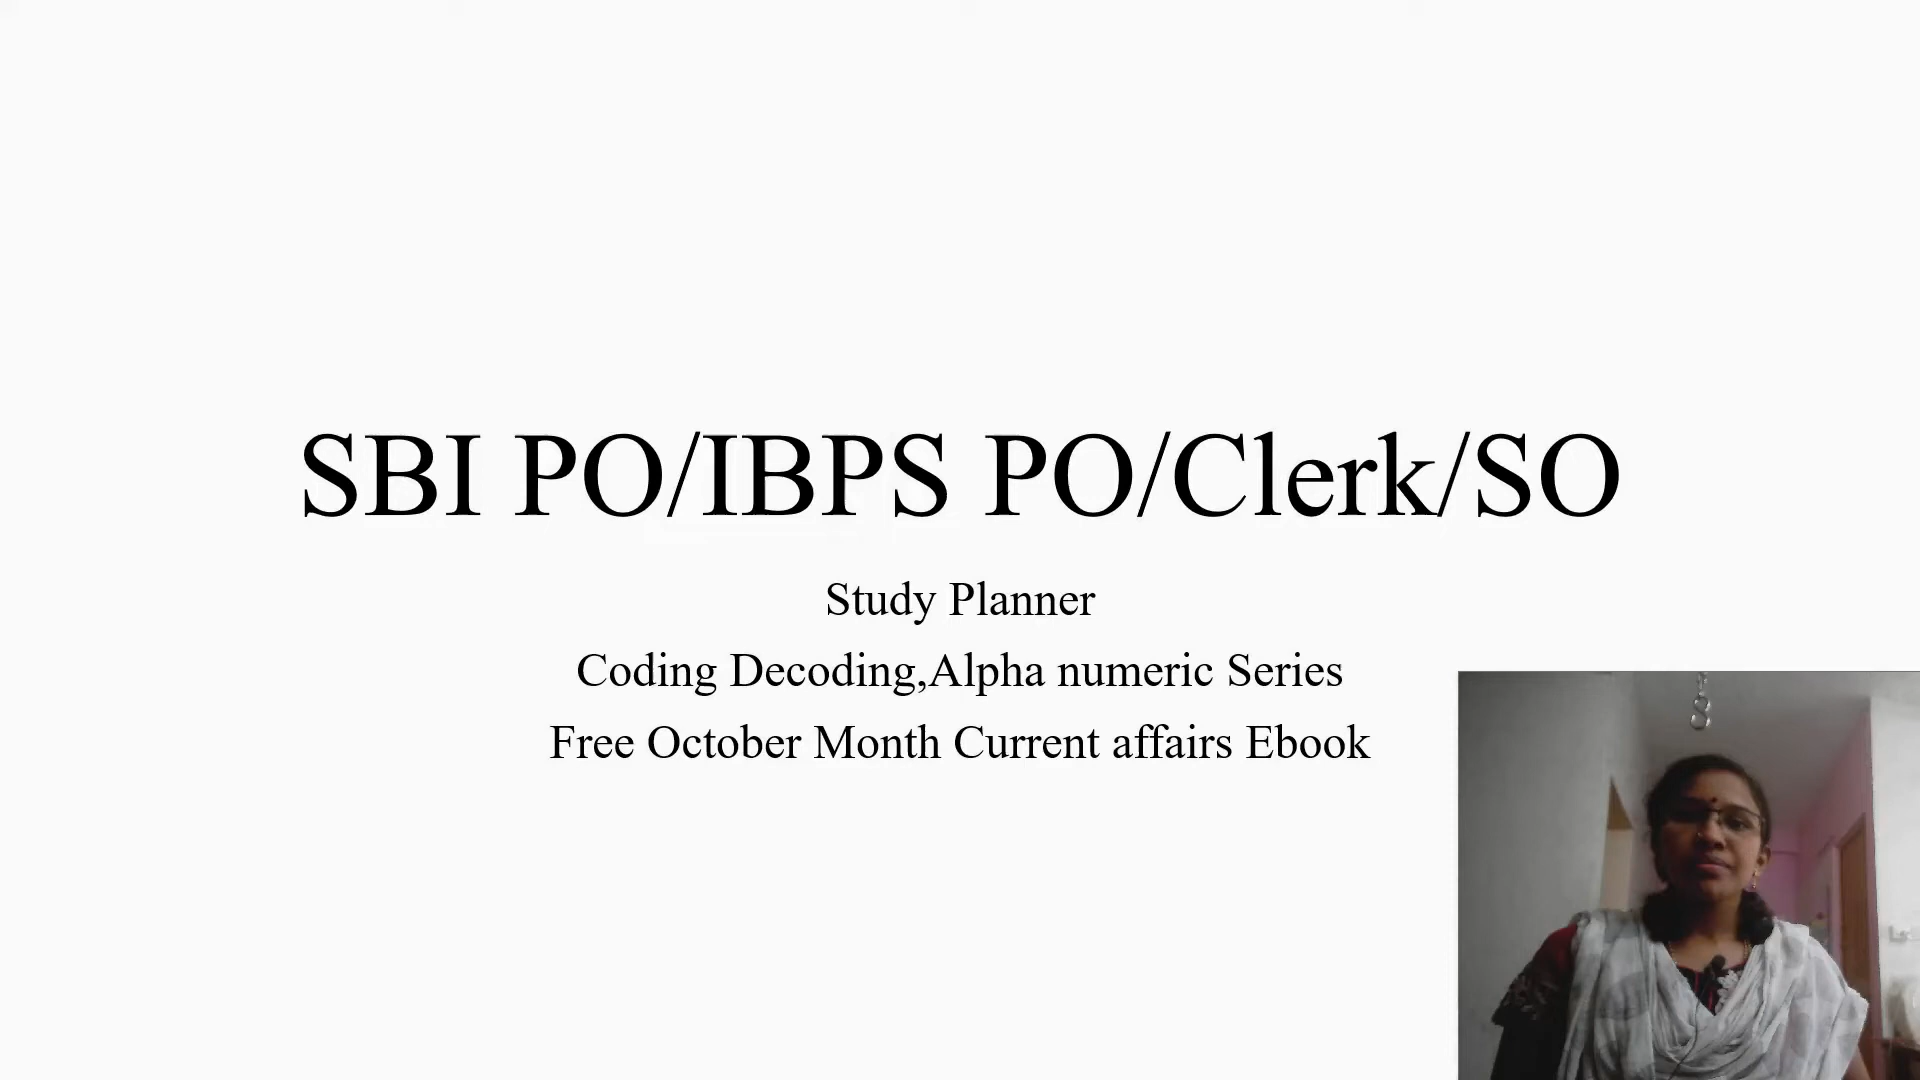 SBI PO/IBPS PO/Clerk/SO
Study Planner
Coding Decoding,Alpha numeric Series
Free October Month Current affairs Ebook